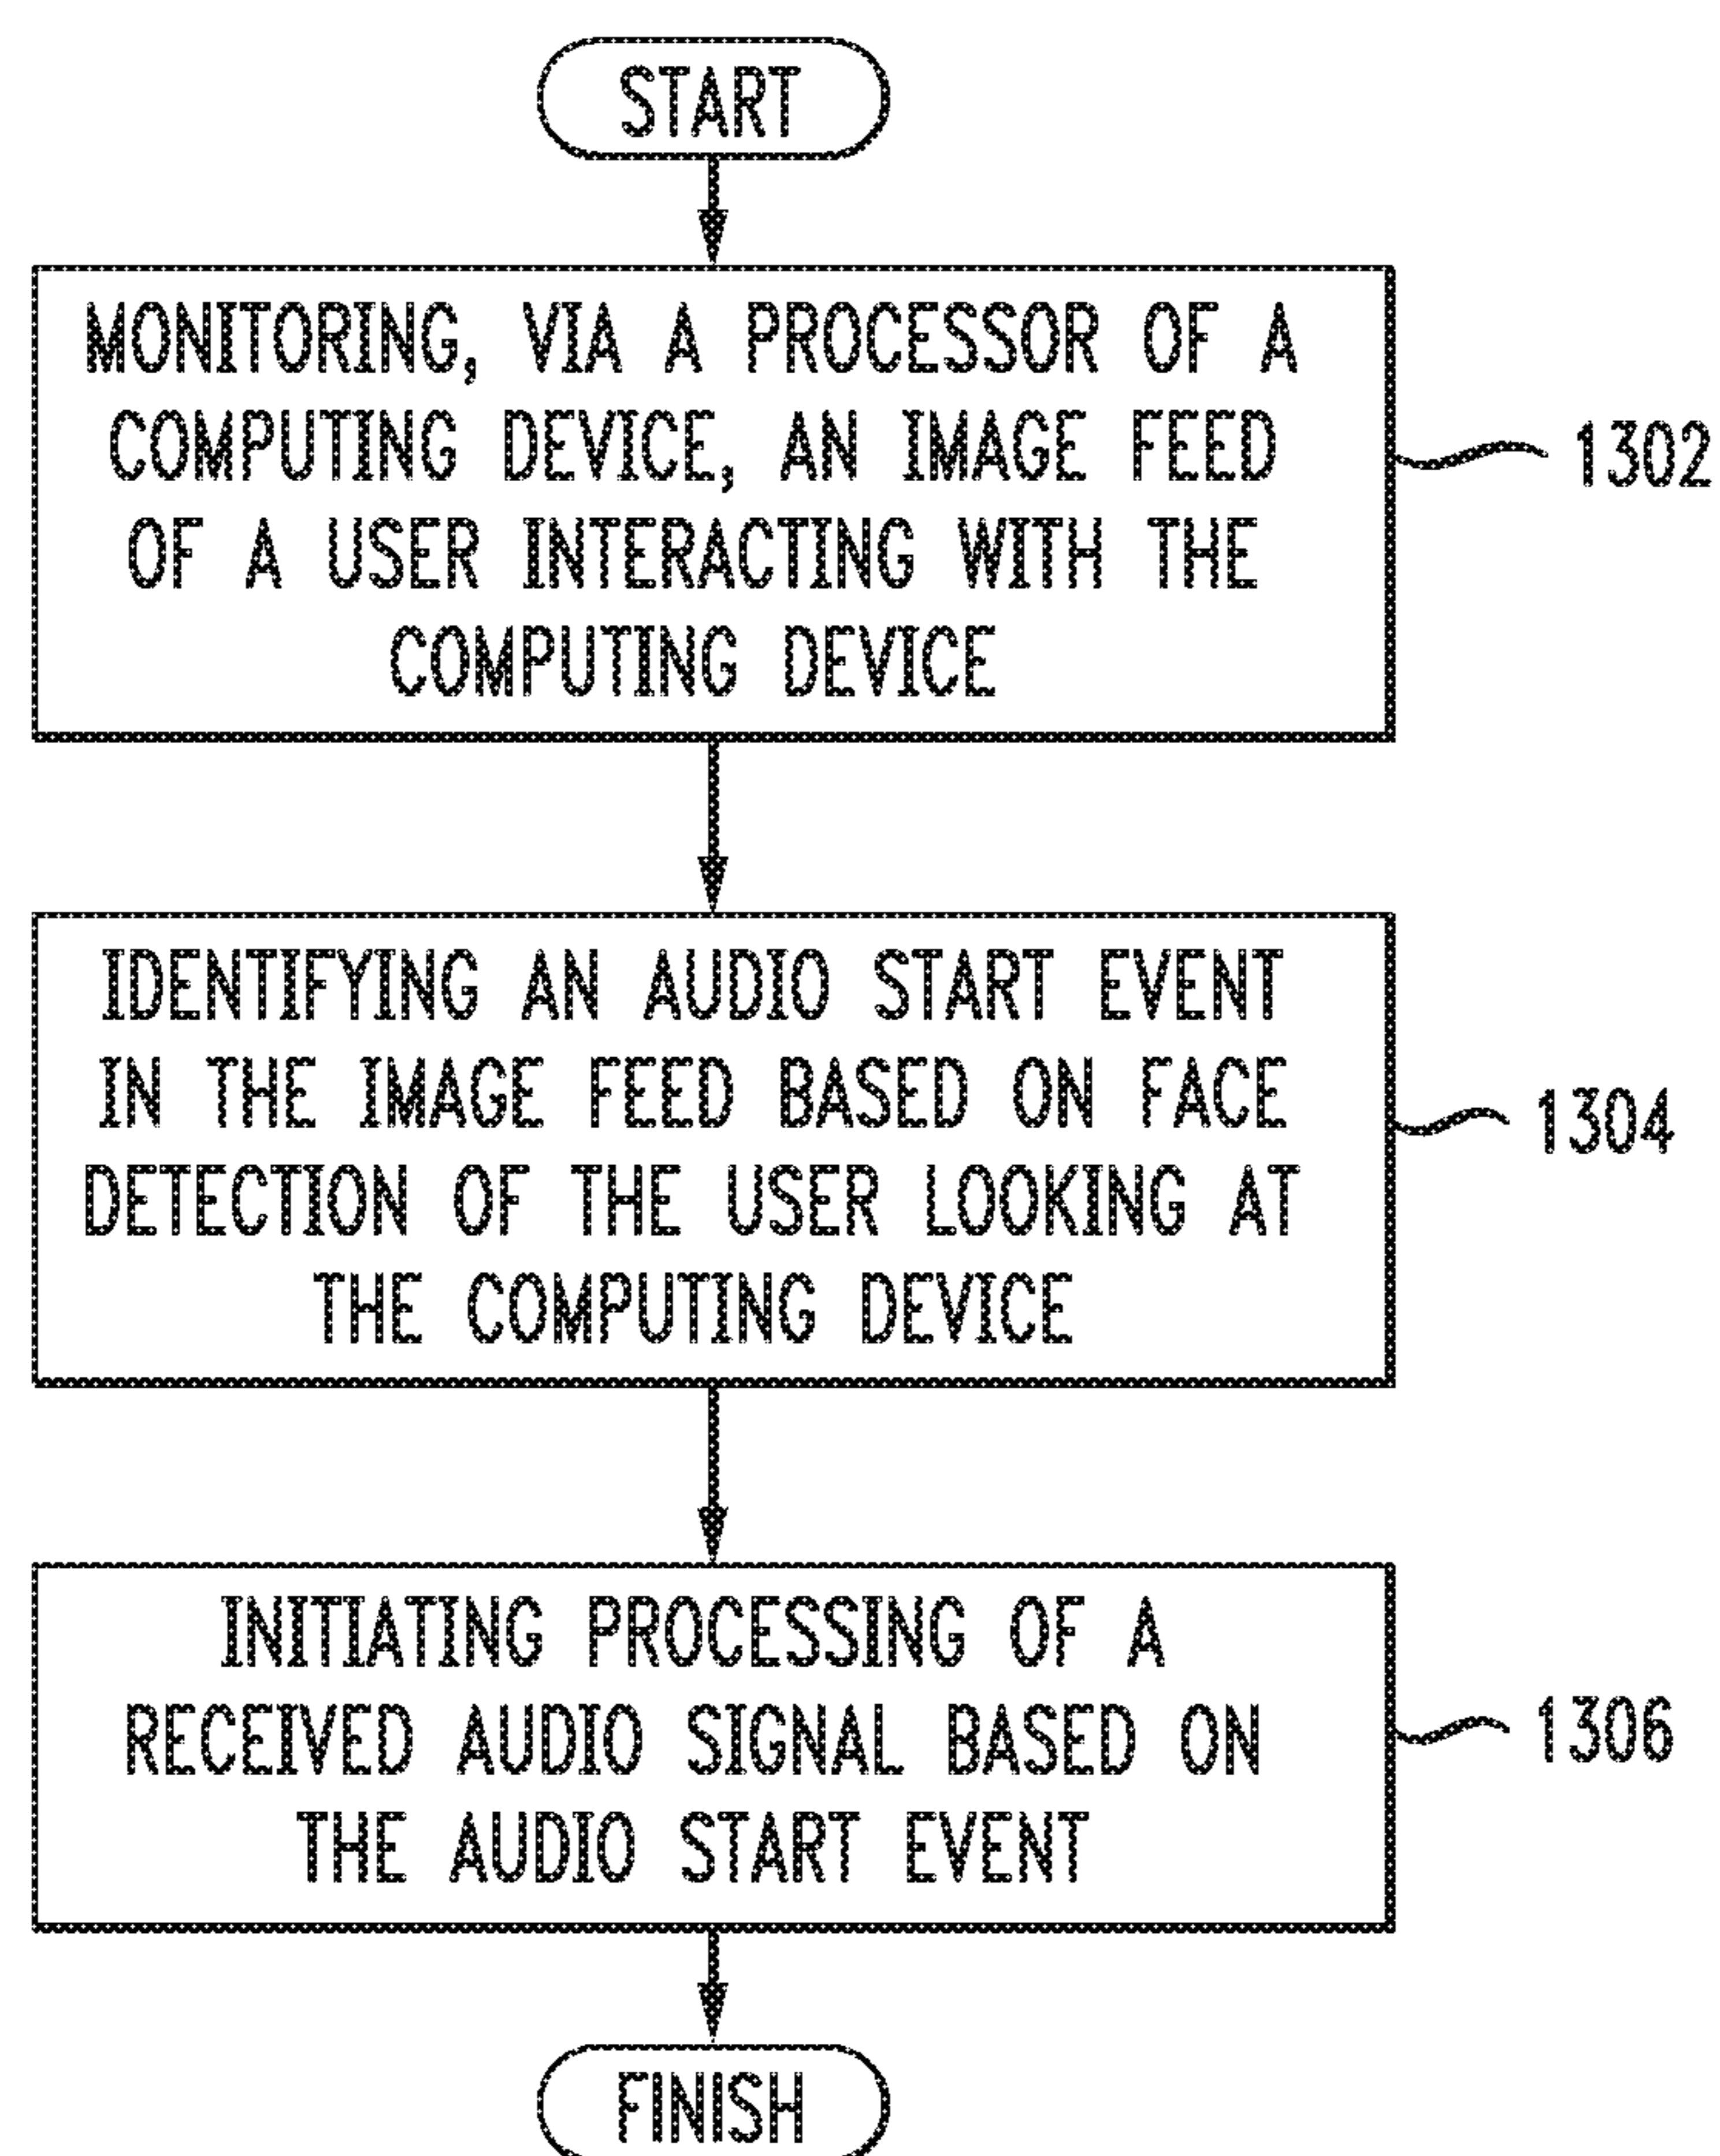 START
MONITORING, VIA A PROCESSOR OF A
COMPUTING DEVICE, AN IMAGE FEED
OF A USER INTERACTING WITH THE
COMPUTING DEVICE
1302
IDENTIFYING AN AUDIO START EVENT
IN THE IMAGE FEED BASED ON FACE
DETECTION OF THE USER LOOKING AT
THE COMPUTING DEVICE
1304
INITIATING PROCESSING OF A
RECEIVED AUDIO SIGNAL BASED ON
THE AUDIO START EVENT
1306
FINISH